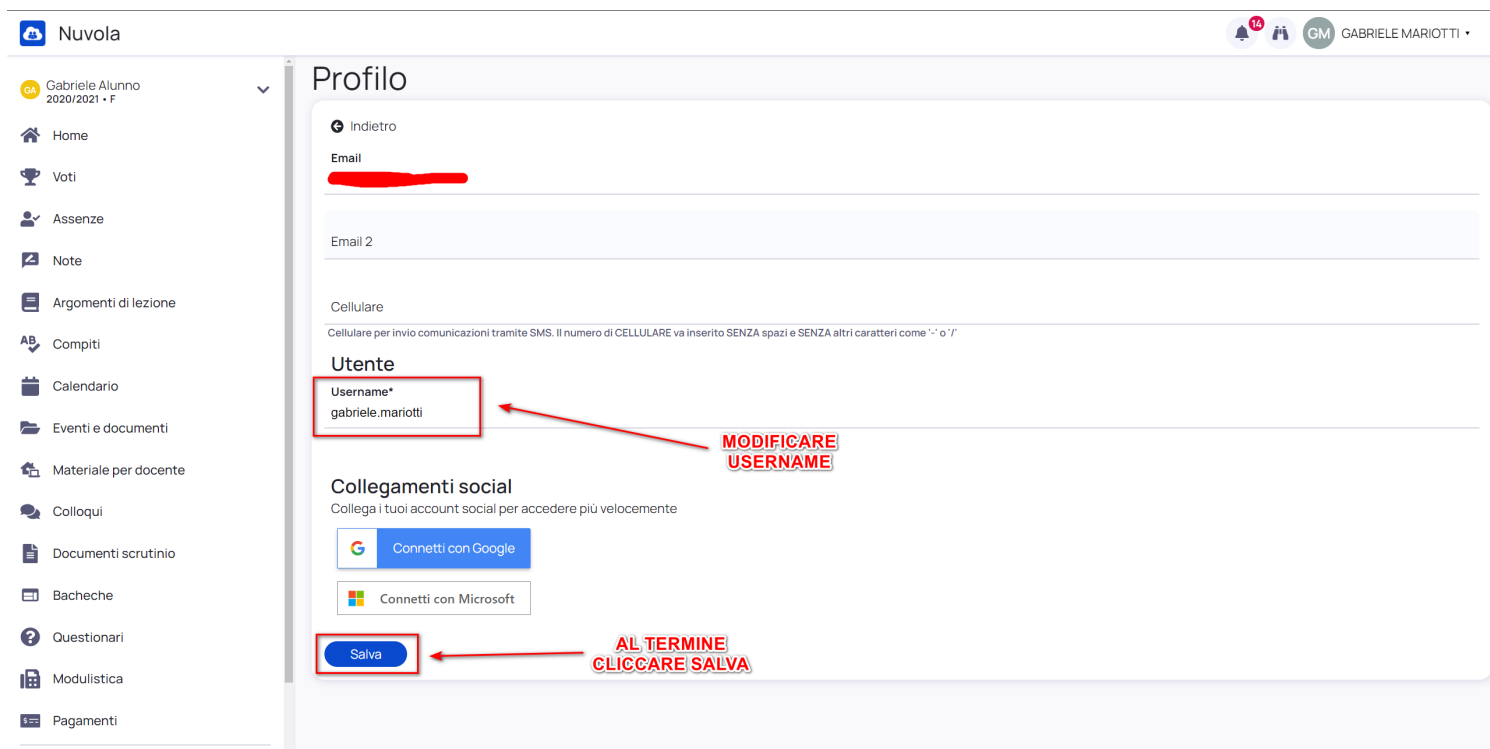 Nuvola
14
GM
GABRIELE MARIOTTI
GA
Gabriele Alunno
2020/2021 • F
Home
Voti
Assenze
Note
Argomenti di lezione
Compiti
Calendario
Eventi e documenti
Materiale per docente
Colloqui
Documenti scrutinio
Bacheche
Questionari
Modulistica
Pagamenti
Profilo
Indietro
Email
Email 2
Cellulare
Cellulare per invio comunicazioni tramite SMS. Il numero di CELLULARE va inserito SENZA spazi e SENZA altri caratteri come '-' o '/'
Utente
Username*
gabriele.mariotti
MODIFICARE
USERNAME
Collegamenti social
Collega i tuoi account social per accedere più velocemente
Connetti con Google
Connetti con Microsoft
Salva
AL TERMINE
CLICCARE SALVA